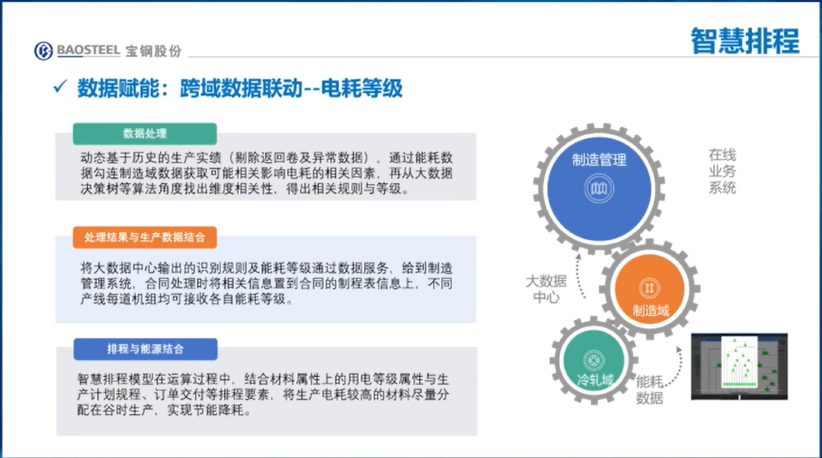 BAOSTEEL 宝钢股份
智慧排程
数据赋能：跨域数据联动--电耗等级
数据处理
动态基于历史的生产实绩（剔除返回卷及异常数据），通过能耗数
据勾连制造域数据获取可能相关影响电耗的相关因素，再从大数据
决策树等算法角度找出维度相关性，得出相关规则与等级。
处理结果与生产数据结合
将大数据中心输出的识别规则及能耗等级通过数据服务，给到制造
管理系统，合同处理时将相关信息置到合同的制程表信息上，不同
产线每道机组均可接收各自能耗等级。
排程与能源结合
智慧排程模型在运算过程中，结合材料属性上的用电等级属性与生
产计划规程、订单交付等排程要素，将生产电耗较高的材料尽量分
配在谷时生产，实现节能降耗。
制造管理
在线
业务
系统
大数据
中心
制造域
冷轧域
能耗
数据